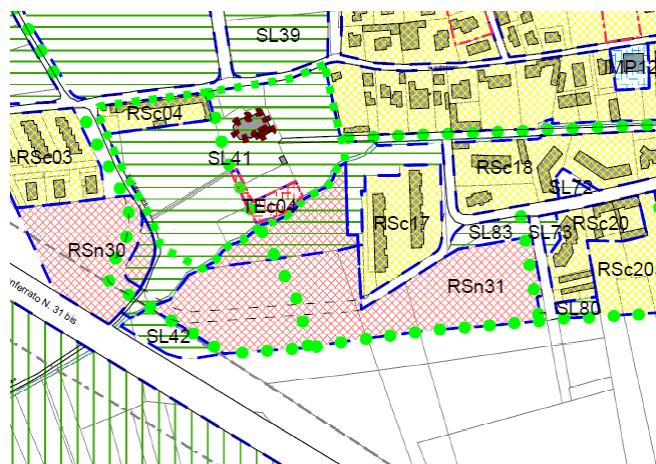 SL39
IMP12
RSc04
RSc03
SL41
RSc18
SL72
TEc04
RSc17
RSc20
SL83
SL73
RSn30
RSc20
RSn31
SL80
nferrato N. 31 bis
SL42